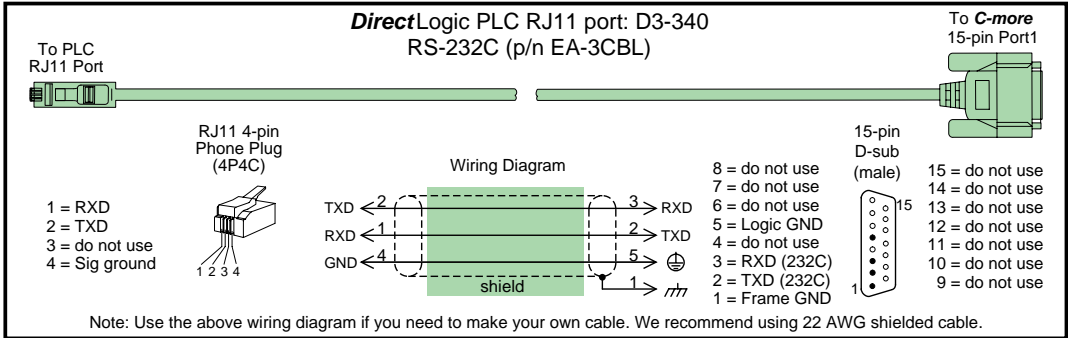 DirectLogic PLC RJ11 port: D3-340
RS-232C (p/n EA-3CBL)
To PLC
RJ11 Port
To C-more
15-pin Port1
RJ11 4-pin
Phone Plug
(4P4C)
1 = RXD
2 = TXD
3 = do not use
4 = Sig ground
1 2 3 4
Wiring Diagram
TXD 2 3 RXD
RXD 1 2 TXD
GND 4 5
1
shield
8 = do not use
7 = do not use
6 = do not use
5 = Logic GND
4 = do not use
3 = RXD (232C)
2 = TXD (232C)
1 = Frame GND
15-pin
D-sub
(male)
15
1
15 = do not use
14 = do not use
13 = do not use
12 = do not use
11 = do not use
10 = do not use
9 = do not use
Note: Use the above wiring diagram if you need to make your own cable. We recommend using 22 AWG shielded cable.